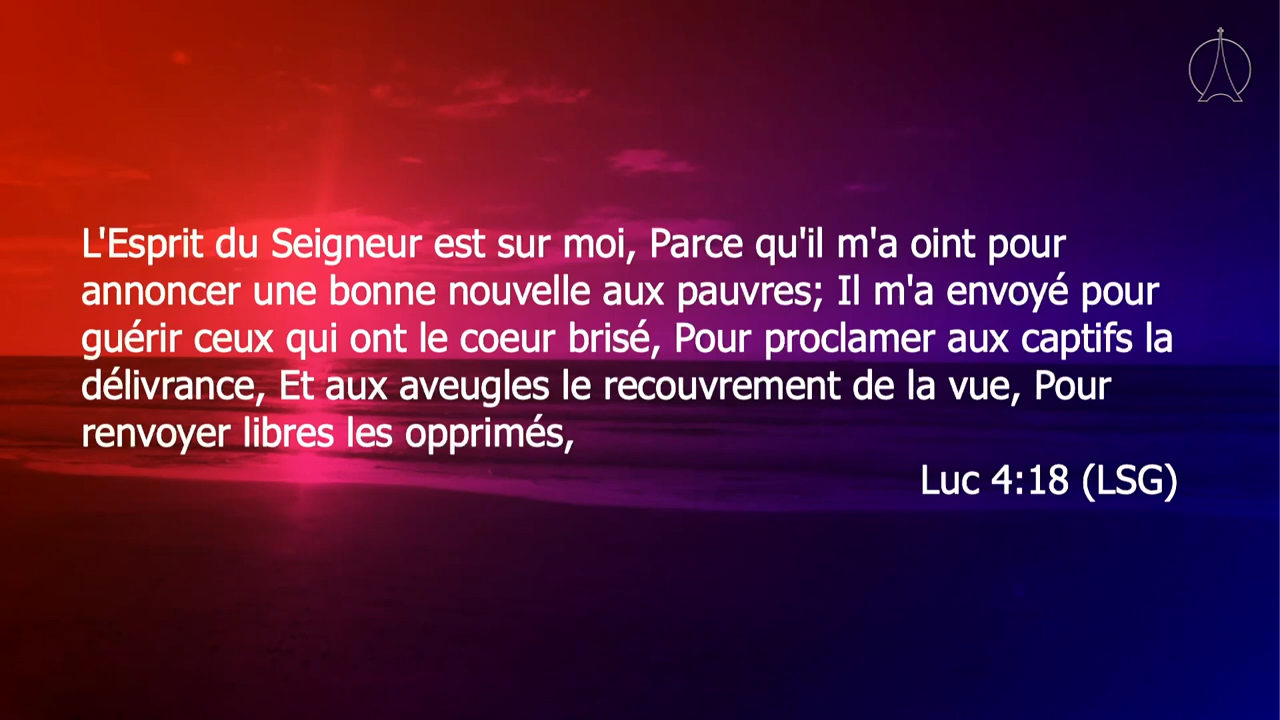 L'Esprit du Seigneur est sur moi, Parce qu'il m'a oint pour
annoncer une bonne nouvelle aux pauvres; Il m'a envoyé pour
guérir ceux qui ont le coeur brisé, Pour proclamer aux captifs la
délivrance, Et aux aveugles le recouvrement de la vue, Pour
renvoyer libres les opprimés,
Luc 4:18 (LSG)